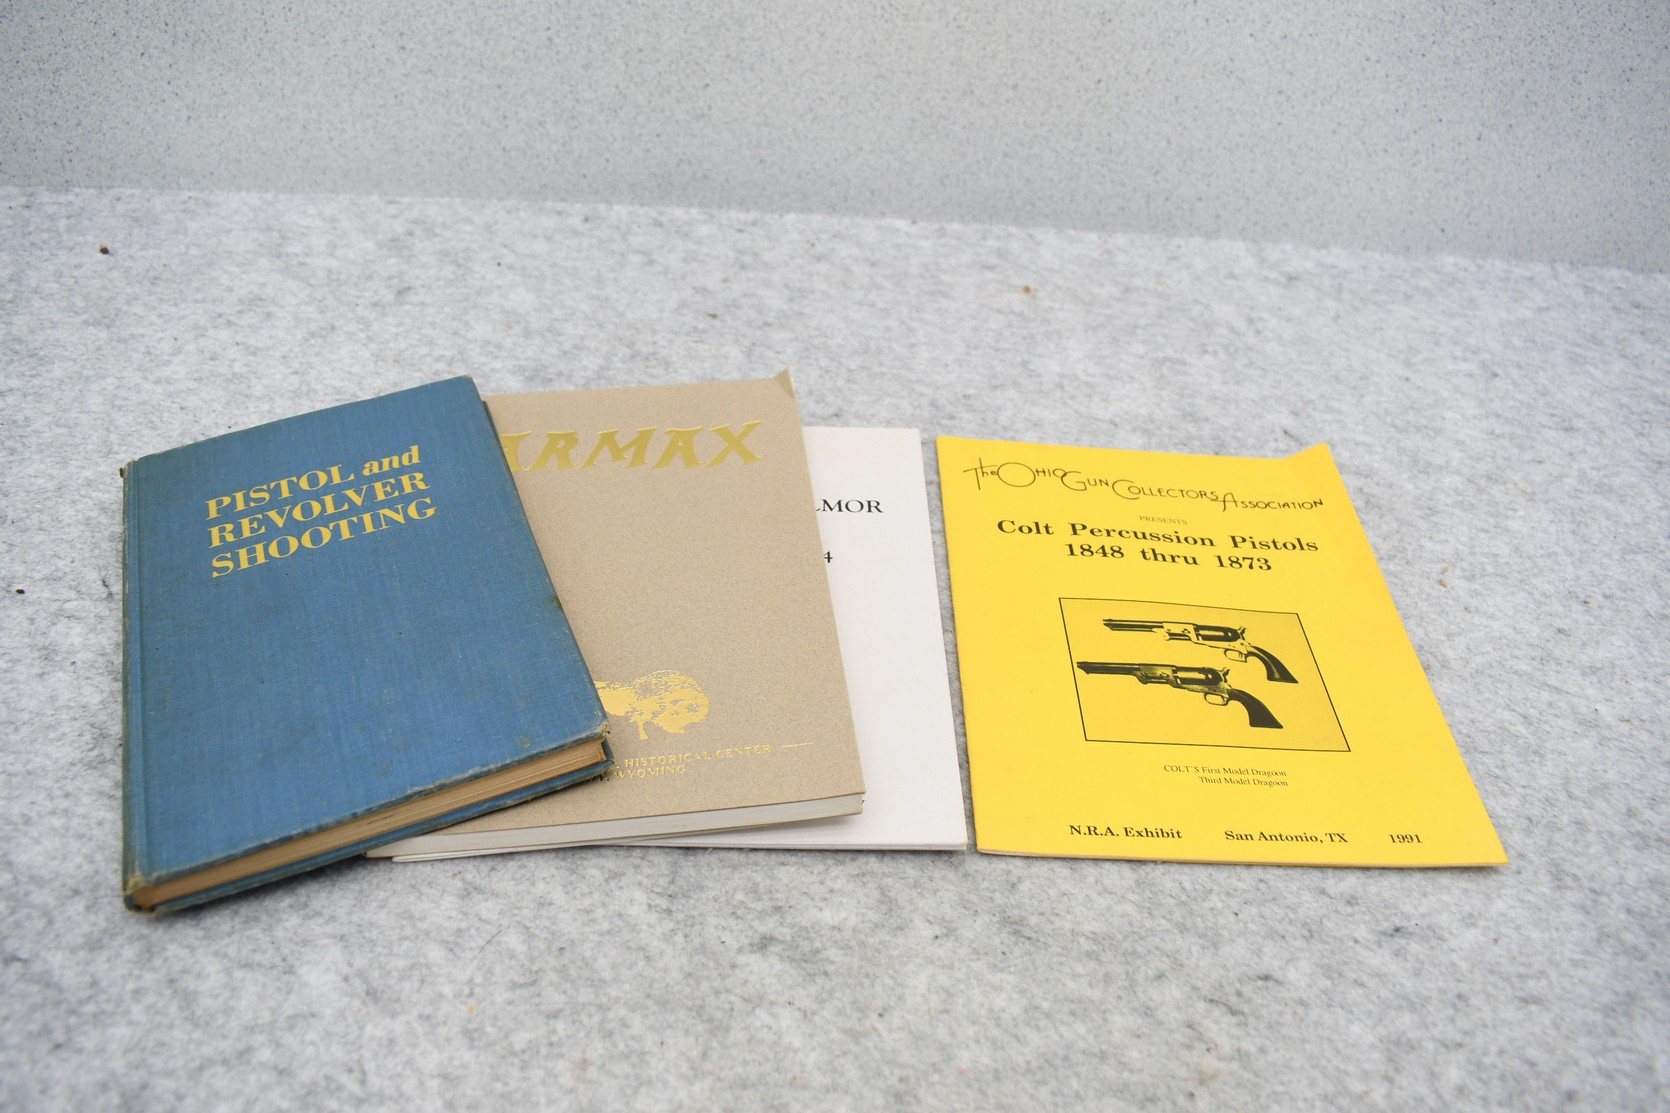 PISTOL and
REVOLVER
SHOOTING
ARMAX
HISTORICAL CENTER
WYOMING
LMOR
4
The Ohio Gun Collectors Association
PRESENTS
Colt Percussion Pistols
1848 thru 1873
COLT'S First Model Dragoon
Third Model Dragoon
N.R.A. Exhibit San Antonio, TX 1991